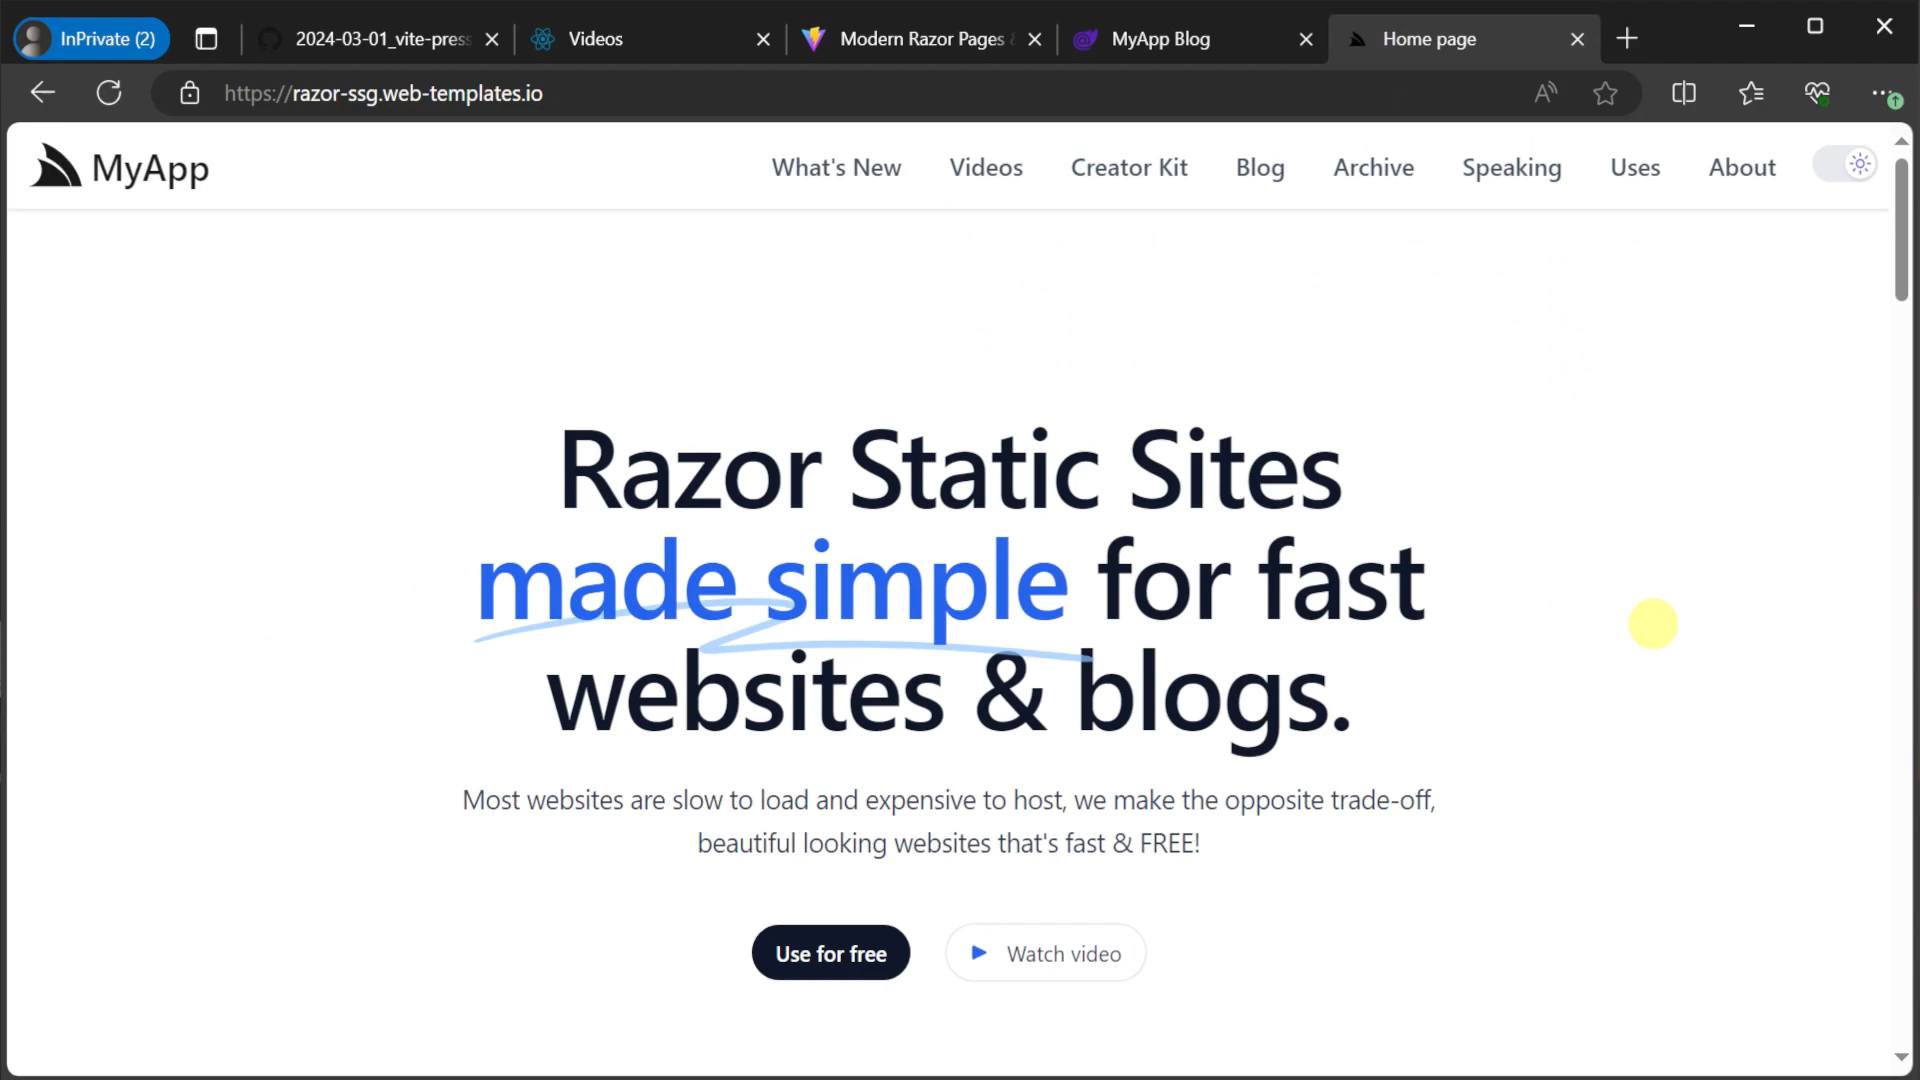 InPrivate (2)
2024-03-01_vite-press
Videos
Modern Razor Pages
MyApp Blog
Home page
https://razor-ssg.web-templates.io
MyApp
What's New
Videos
Creator Kit
Blog
Archive
Speaking
Uses
About
Razor Static Sites
made simple for fast
websites & blogs.
Most websites are slow to load and expensive to host, we make the opposite trade-off,
beautiful looking websites that's fast & FREE!
Use for free
Watch video